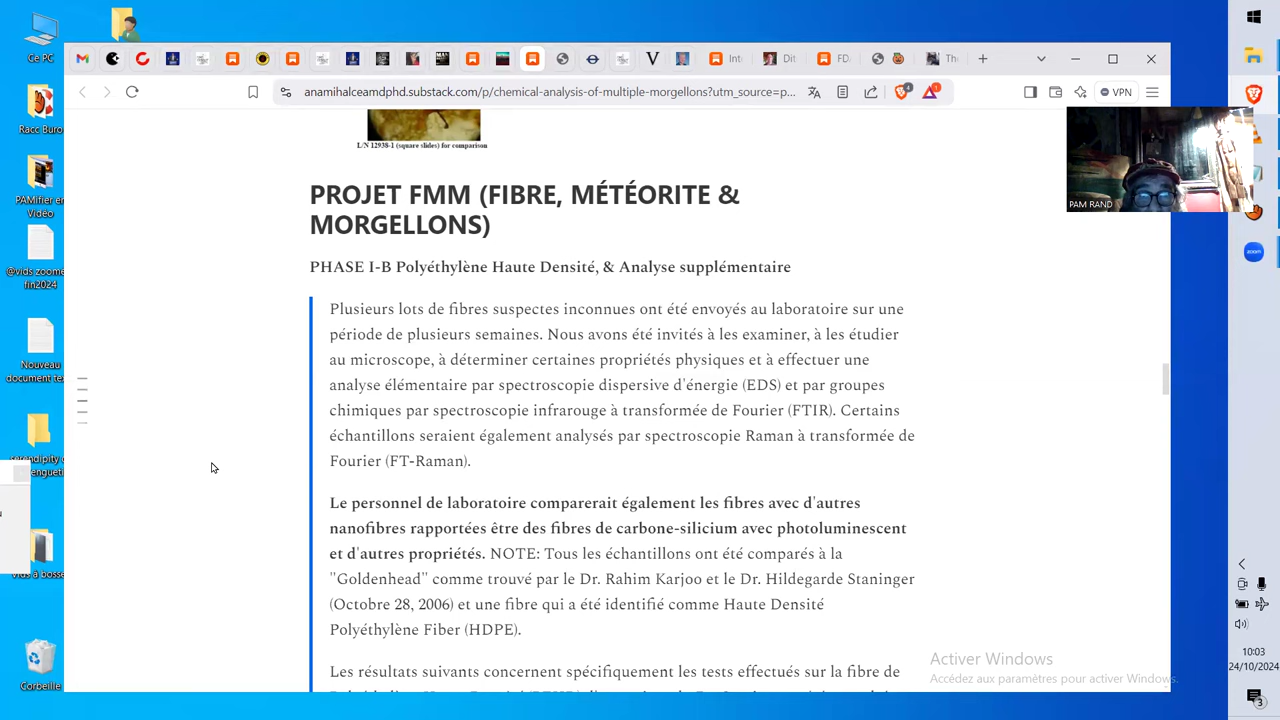 Ce PC
Racc Buro
PAMifier en
Vidéo
@vids zoome
fin2024
Nouveau
document te
vids à bosse
Corbeille
Int
Dit
FD
Th
anamihalceamdphd.substack.com/p/chemical-analysis-of-multiple-morgellons?utm_source=p...
4
1
VPN
L/N 12938-1 (square slides) for comparison
PAM RAND
PROJET FMM (FIBRE, MÉTÉORITE &
MORGELLONS)
PHASE I-B Polyéthylène Haute Densité, & Analyse supplémentaire
Plusieurs lots de fibres suspectes inconnues ont été envoyés au laboratoire sur une
période de plusieurs semaines. Nous avons été invités à les examiner, à les étudier
au microscope, à déterminer certaines propriétés physiques et à effectuer une
analyse élémentaire par spectroscopie dispersive d'énergie (EDS) et par groupes
chimiques par spectroscopie infrarouge à transformée de Fourier (FTIR). Certains
échantillons seraient également analysés par spectroscopie Raman à transformée de
Fourier (FT-Raman).
Le personnel de laboratoire comparerait également les fibres avec d'autres
nanofibres rapportées être des fibres de carbone-silicium avec photoluminescent
et d'autres propriétés. NOTE: Tous les échantillons ont été comparés à la
"Goldenhead" comme trouvé par le Dr. Rahim Karjoo et le Dr. Hildegarde Staninger
(Octobre 28, 2006) et une fibre qui a été identifié comme Haute Densité
Polyéthylène Fiber (HDPE).
Les résultats suivants concernent spécifiquement les tests effectués sur la fibre de
Activer Windows
Accédez aux paramètres pour activer Windows.
zoom
10:03
24/10/2024
3